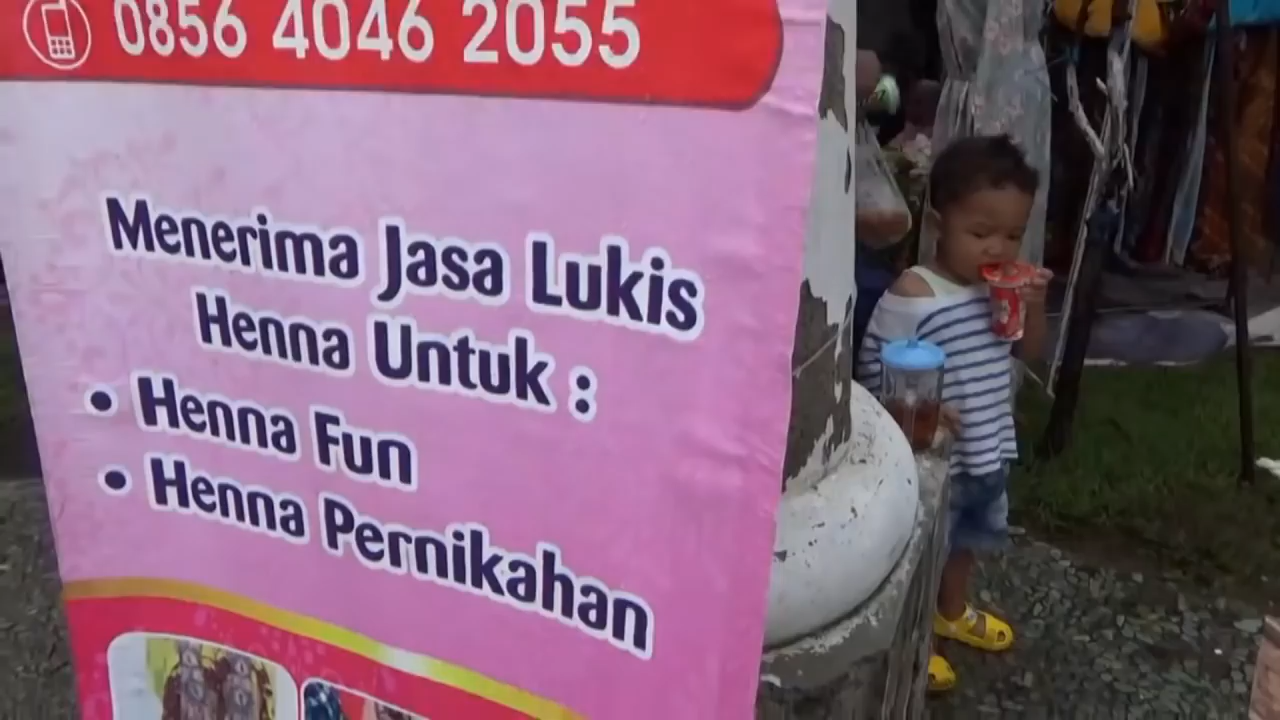 0856 4046 2055
Menerima Jasa Lukis
Henna Untuk :
• Henna Fun
• Henna Pernikahan